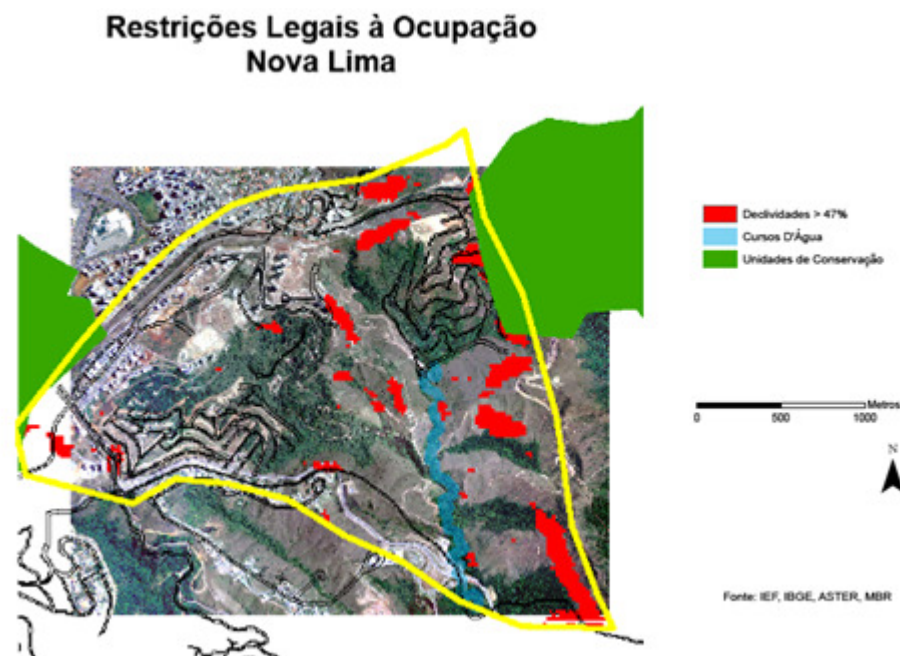 Restrições Legais à Ocupação
Nova Lima
Declividades > 47%
Cursos D'Água
Unidades de Conservação
Metros
0 500 1000
N
Fonte: IEF, IBGE, ASTER, MBR